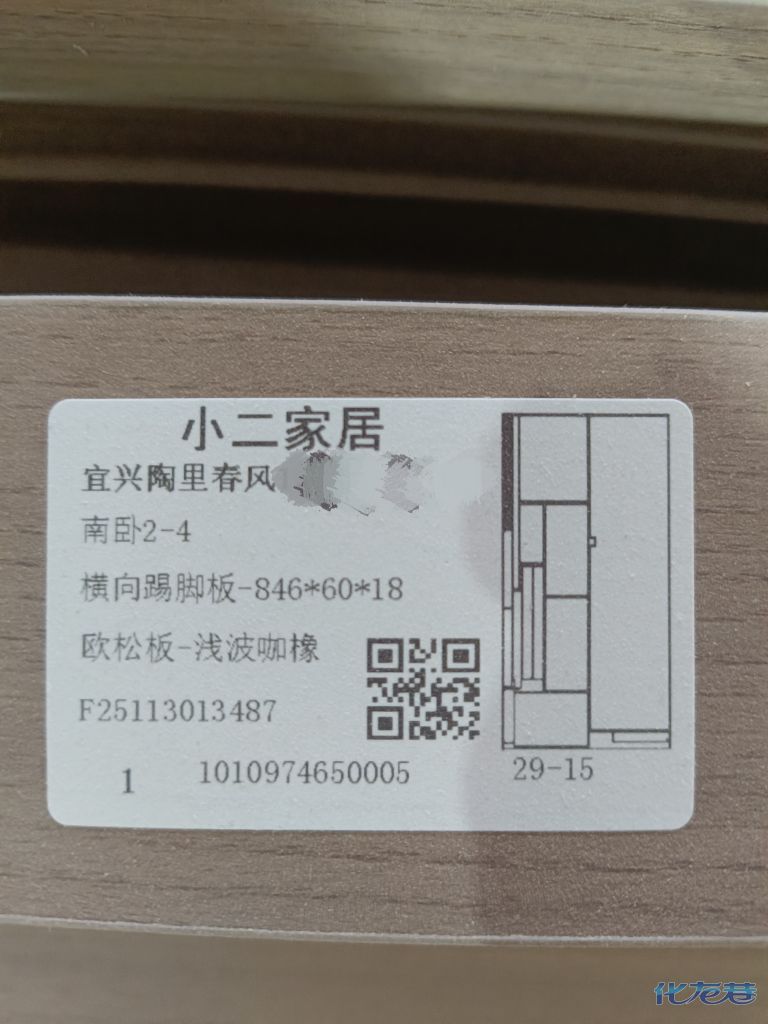 小二家居
宜兴陶里春风
南卧2-4
横向踢脚板-846*60*18
欧松板-浅波咖橡
F25113013487
1
1010974650005
29-15
化龙巷